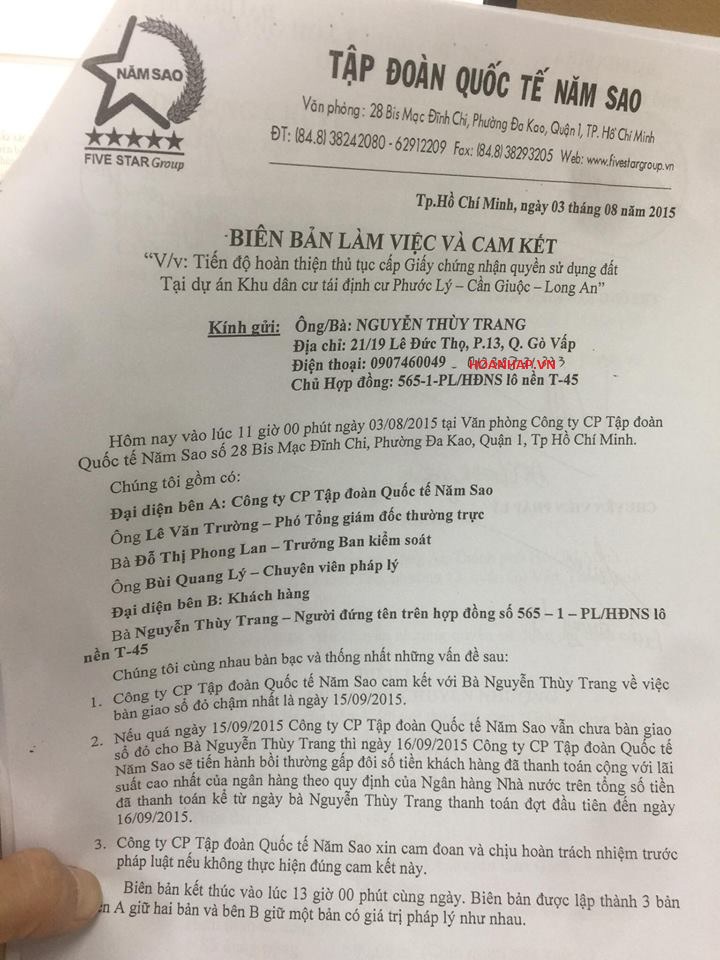 NĂM SAO
FIVE STAR Group
TẬP ĐOÀN QUỐC TẾ NĂM SAO
Văn phòng: 28 Bis Mạc Đĩnh Chi, Phường Đa Kao, Quận 1, TP. Hồ Chí Minh
ĐT: (84.8) 38242080 - 62912209 Fax: (84.8)38293205 Web: www.fivestargroup.vn
Tp.Hồ Chí Minh, ngày 03 tháng 08 năm 2015
BIÊN BẢN LÀM VIỆC VÀ CAM KẾT
“V/v: Tiến độ hoàn thiện thủ tục cấp Giấy chứng nhận quyền sử dụng đất
Tại dự án Khu dân cư tái định cư Phước Lý – Cần Giuộc – Long An”
Kính gửi: Ông/Bà: NGUYỄN THÙY TRANG
Địa chỉ: 21/19 Lê Đức Thọ, P.13, Q. Gò Vấp
Điện thoại: 0907460049
HOANHAP.VN
Chủ Hợp đồng: 565-1-PL/HĐNS lô nền T-45
Hôm nay vào lúc 11 giờ 00 phút ngày 03/08/2015 tại Văn phòng Công ty CP Tập đoàn
Quốc tế Năm Sao số 28 Bis Mạc Đĩnh Chi, Phường Đa Kao, Quận 1, Tp Hồ Chí Minh.
Chúng tôi gồm có:
Đại diện bên A: Công ty CP Tập đoàn Quốc tế Năm Sao
Ông Lê Văn Trường – Phó Tổng giám đốc thường trực
Bà Đỗ Thị Phong Lan – Trưởng Ban kiểm soát
Ông Bùi Quang Lý – Chuyên viên pháp lý
Đại diện bên B: Khách hàng
Bà Nguyễn Thùy Trang – Người đứng tên trên hợp đồng số 565 – 1 – PL/HĐNS lô
nền T-45
Chúng tôi cùng nhau bàn bạc và thống nhất những vấn đề sau:
1. Công ty CP Tập đoàn Quốc tế Năm Sao cam kết với Bà Nguyễn Thùy Trang về việc
bàn giao sổ đỏ chậm nhất là ngày 15/09/2015.
2. Nếu quá ngày 15/09/2015 Công ty CP Tập đoàn Quốc tế Năm Sao vẫn chưa bàn giao
sổ đỏ cho Bà Nguyễn Thùy Trang thì ngày 16/09/2015 Công ty CP Tập đoàn Quốc tế
Năm Sao sẽ tiến hành bồi thường gấp đôi số tiền khách hàng đã thanh toán cộng với lãi
suất cao nhất của ngân hàng theo quy định của Ngân hàng Nhà nước trên tổng số tiền
đã thanh toán kể từ ngày bà Nguyễn Thùy Trang thanh toán đợt đầu tiên đến ngày
16/09/2015.
3. Công ty CP Tập đoàn Quốc tế Năm Sao xin cam đoan và chịu hoàn trách nhiệm trước
pháp luật nếu không thực hiện đúng cam kết này.
Biên bản kết thúc vào lúc 13 giờ 00 phút cùng ngày. Biên bản được lập thành 3 bản
A giữ hai bản và bên B giữ một bản có giá trị pháp lý như nhau.